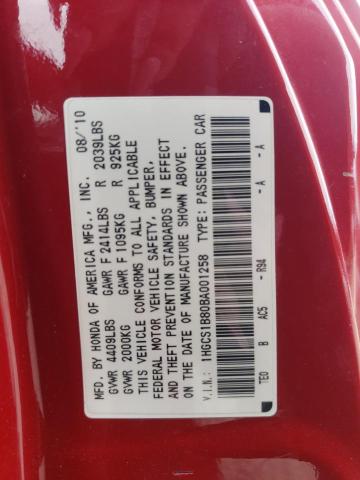 MFD. BY HONDA OF AMERICA MFG., INC. 08/'10
GVWR 4409LBS GAWR F 2414LBS R 2039LBS
GVWR 2000KG GAWR F 1095KG R 925KG
THIS VEHICLE CONFORMS TO ALL APPLICABLE
FEDERAL MOTOR VEHICLE SAFETY, BUMPER,
AND THEFT PREVENTION STANDARDS IN EFFECT
ON THE DATE OF MANUFACTURE SHOWN ABOVE.
V.I.N.: 1HGCS1B80BA001258 TYPE: PASSENGER CAR
TE0 B AC5 - R94 - A - A